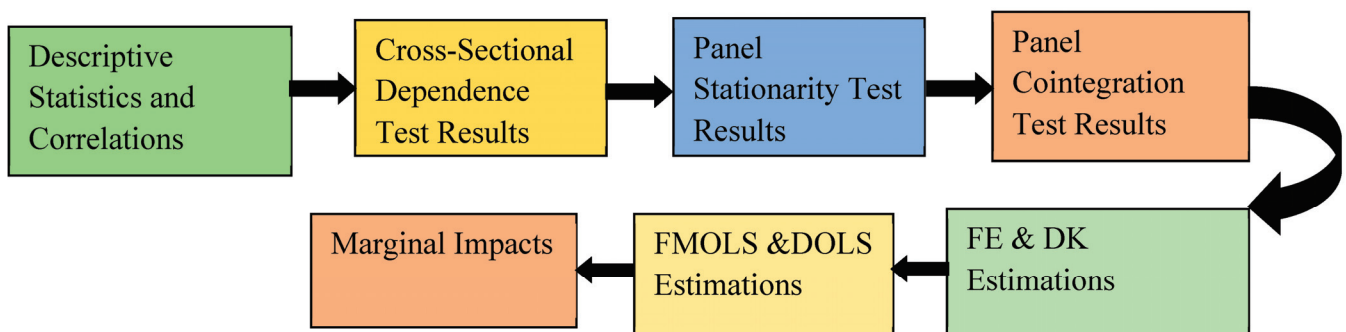 Descriptive
Statistics and
Correlations
Cross-Sectional
Dependence
Test Results
Panel
Stationarity Test
Results
Panel
Cointegration
Test Results
FE & DK
Estimations
FMOLS &DOLS
Estimations
Marginal Impacts